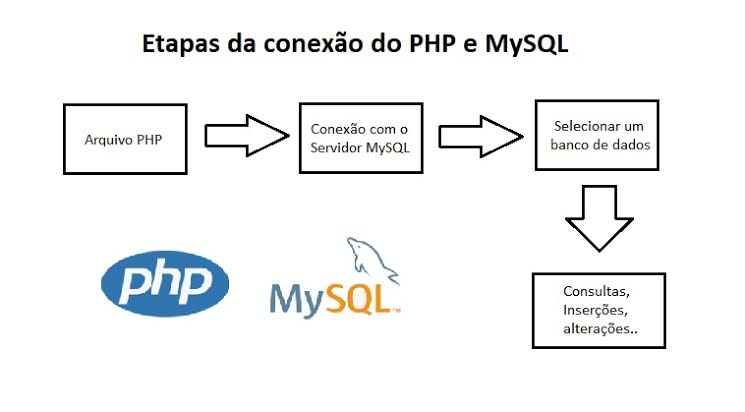 Etapas da conexão do PHP e MySQL
Arquivo PHP
Conexão com o
Servidor MySQL
Selecionar um
banco de dados
php
MySQL™
Consultas,
Inserções,
alterações..